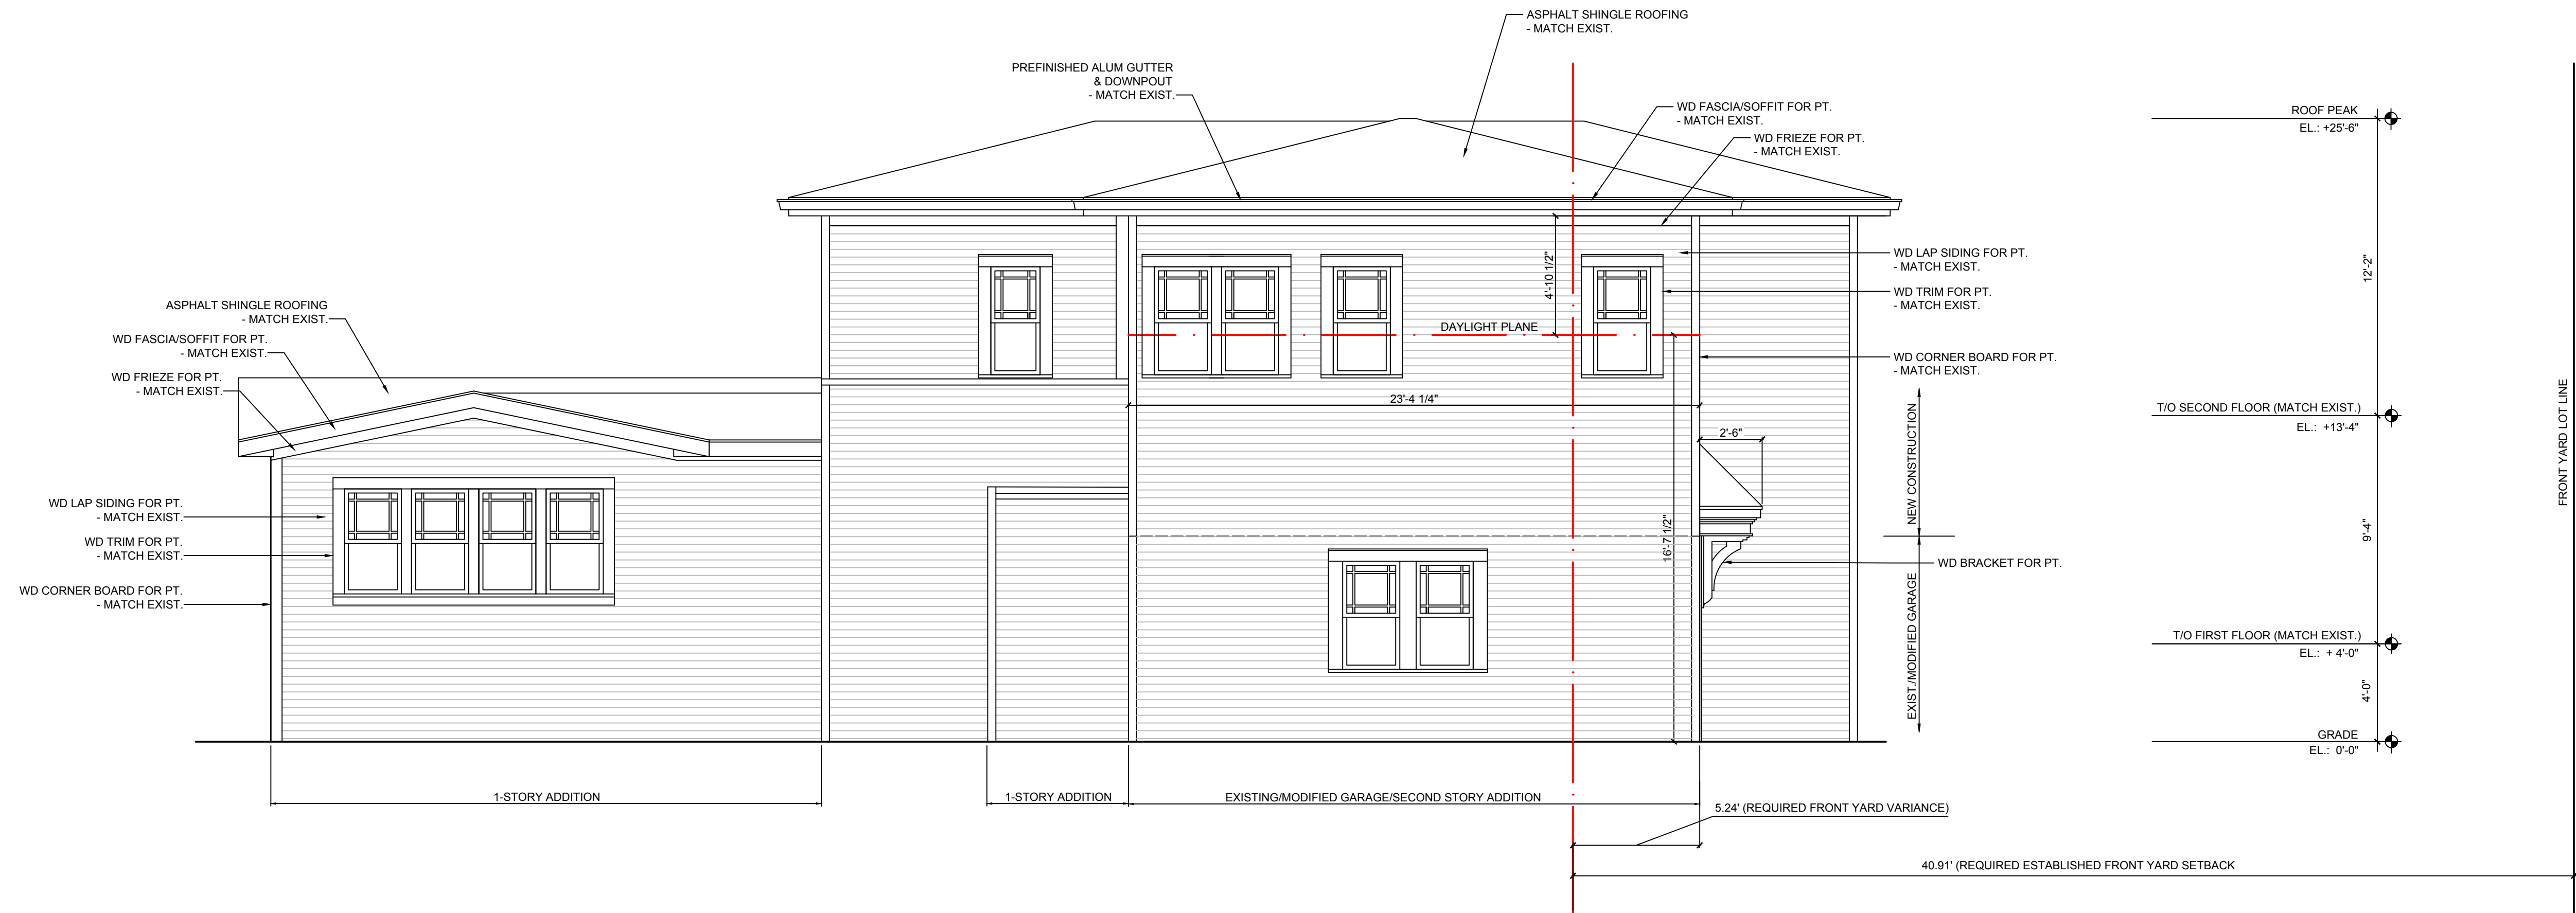 ASPHALT SHINGLE ROOFING
- MATCH EXIST.
PREFINISHED ALUM GUTTER
& DOWNPOUT
- MATCH EXIST.
WD FASCIA/SOFFIT FOR PT.
- MATCH EXIST.
WD FRIEZE FOR PT.
- MATCH EXIST.
ROOF PEAK
EL.: +25'-6"
12'-2"
WD LAP SIDING FOR PT.
- MATCH EXIST.
WD TRIM FOR PT.
- MATCH EXIST.
4'-10 1/2"
DAYLIGHT PLANE
WD CORNER BOARD FOR PT.
- MATCH EXIST.
ASPHALT SHINGLE ROOFING
- MATCH EXIST.
WD FASCIA/SOFFIT FOR PT.
- MATCH EXIST.
WD FRIEZE FOR PT.
- MATCH EXIST.
23'-4 1/4"
2'-6"
NEW CONSTRUCTION
T/O SECOND FLOOR (MATCH EXIST.)
EL.: +13'-4"
FRONT YARD LOT LINE
WD LAP SIDING FOR PT.
- MATCH EXIST.
WD TRIM FOR PT.
- MATCH EXIST.
WD CORNER BOARD FOR PT.
- MATCH EXIST.
16'-7 1/2"
WD BRACKET FOR PT.
9'-4"
EXIST./MODIFIED GARAGE
T/O FIRST FLOOR (MATCH EXIST.)
EL.: + 4'-0"
4'-0"
GRADE
EL.: 0'-0"
1-STORY ADDITION
1-STORY ADDITION
EXISTING/MODIFIED GARAGE/SECOND STORY ADDITION
5.24' (REQUIRED FRONT YARD VARIANCE)
40.91' (REQUIRED ESTABLISHED FRONT YARD SETBACK